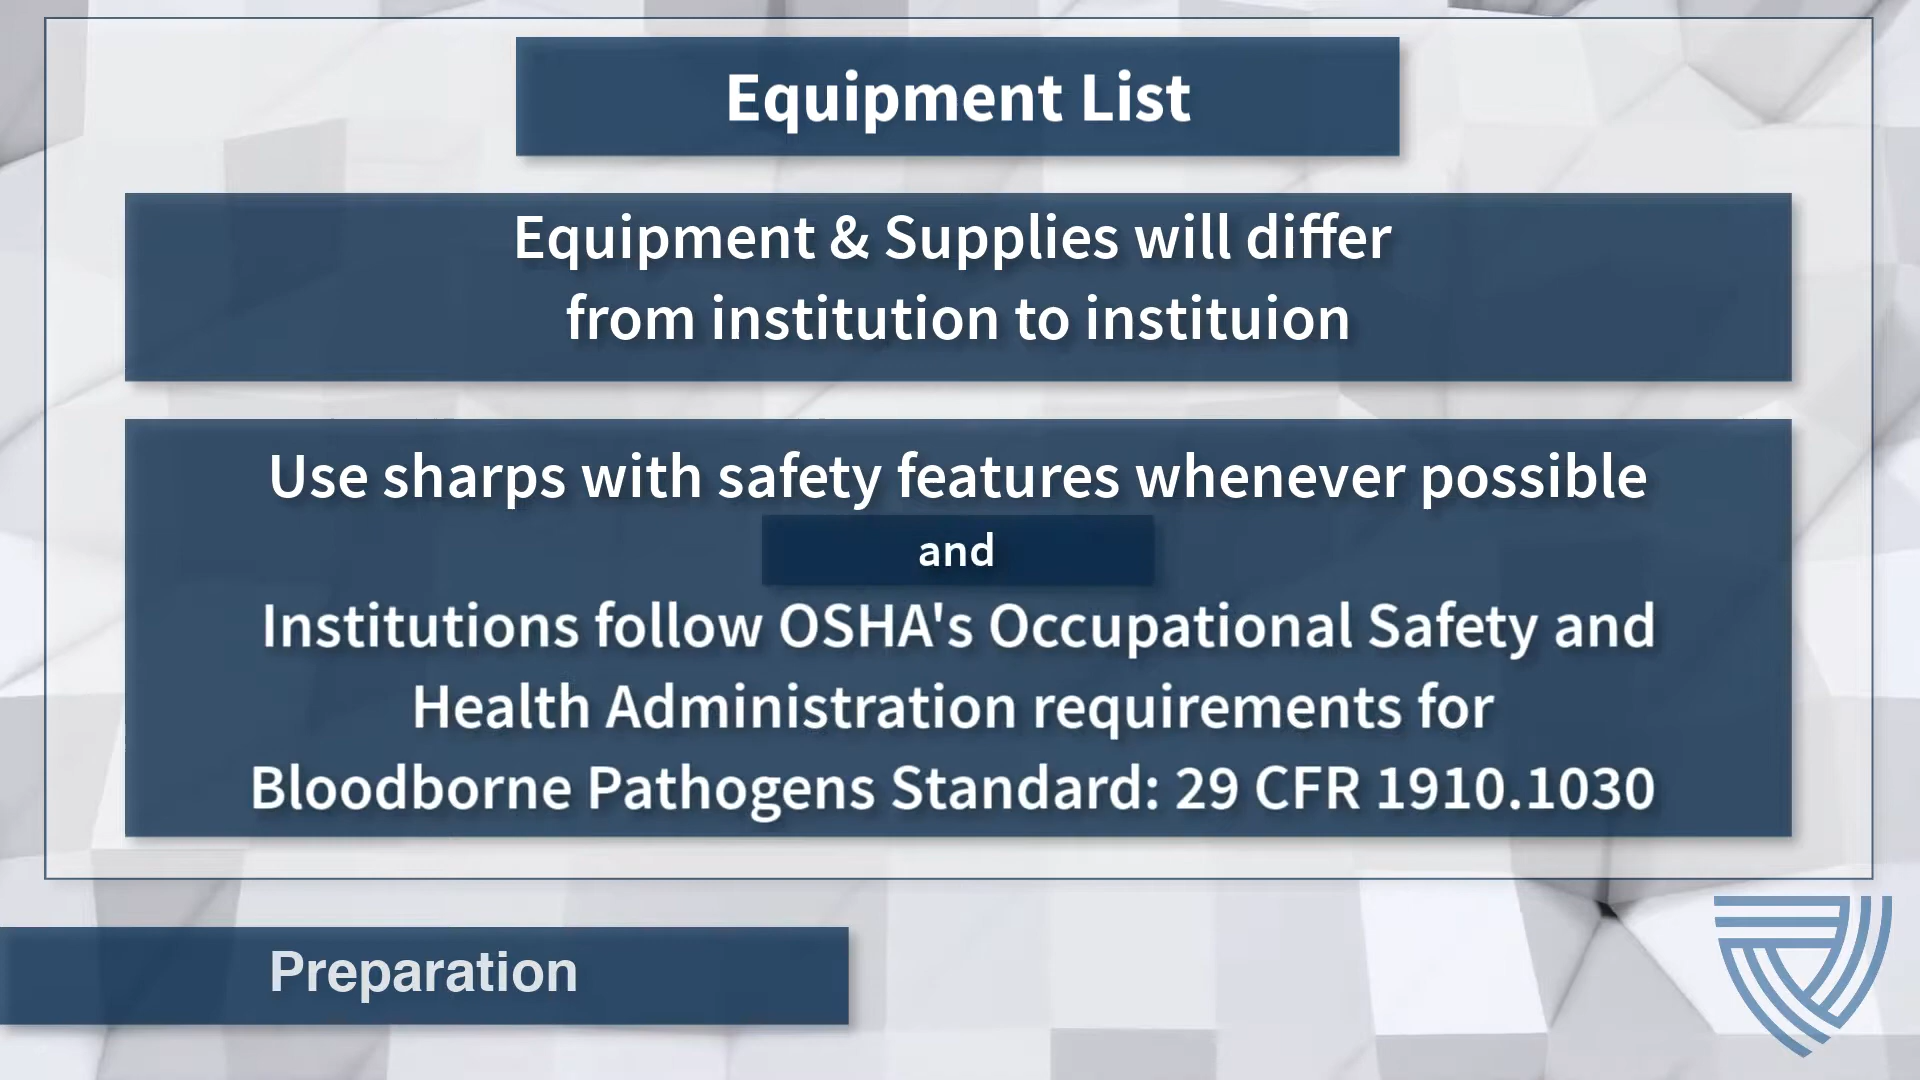 Equipment List
Equipment & Supplies will differ
from institution to instituion
Use sharps with safety features whenever possible
and
Institutions follow OSHA's Occupational Safety and
Health Administration requirements for
Bloodborne Pathogens Standard: 29 CFR 1910.1030
Preparation